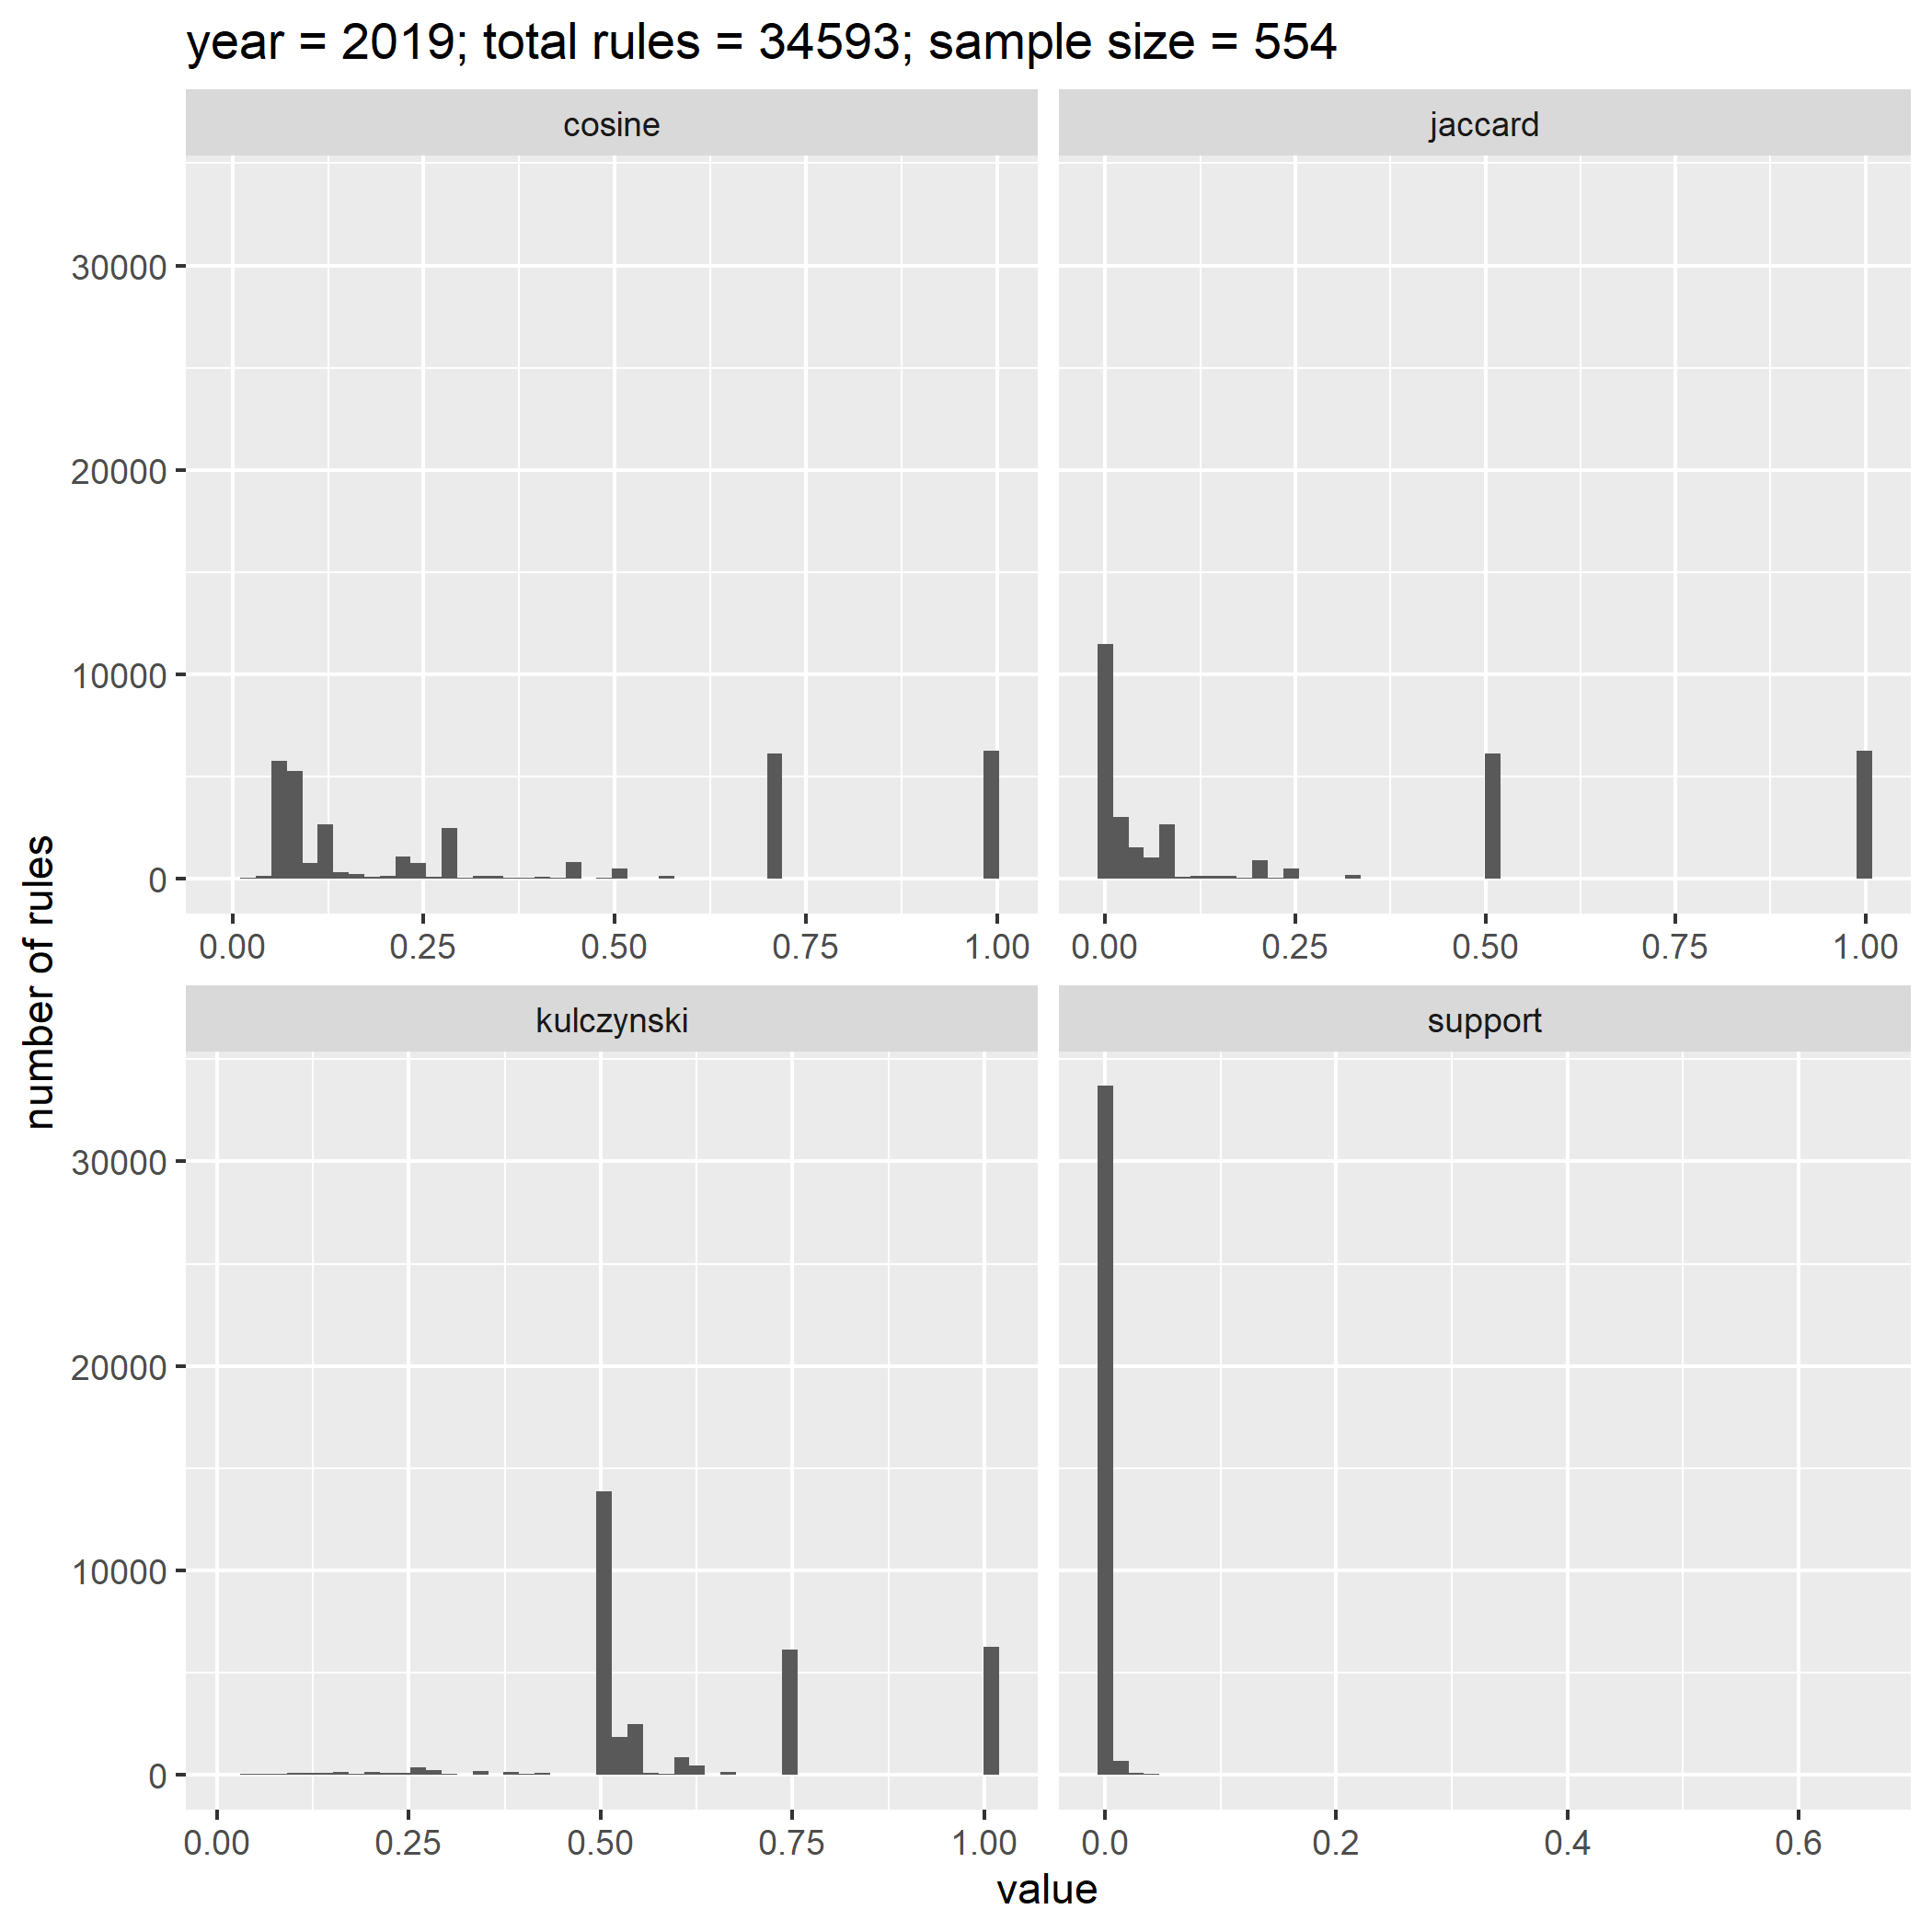 year = 2019; total rules = 34593; sample size = 554
cosine
jaccard
30000
20000
10000
0
0.00 0.25 0.50 0.75 1.00
0.00 0.25 0.50 0.75 1.00
number of rules
kulczynski
support
30000
20000
10000
0
0.00 0.25 0.50 0.75 1.00
0.0 0.2 0.4 0.6
value